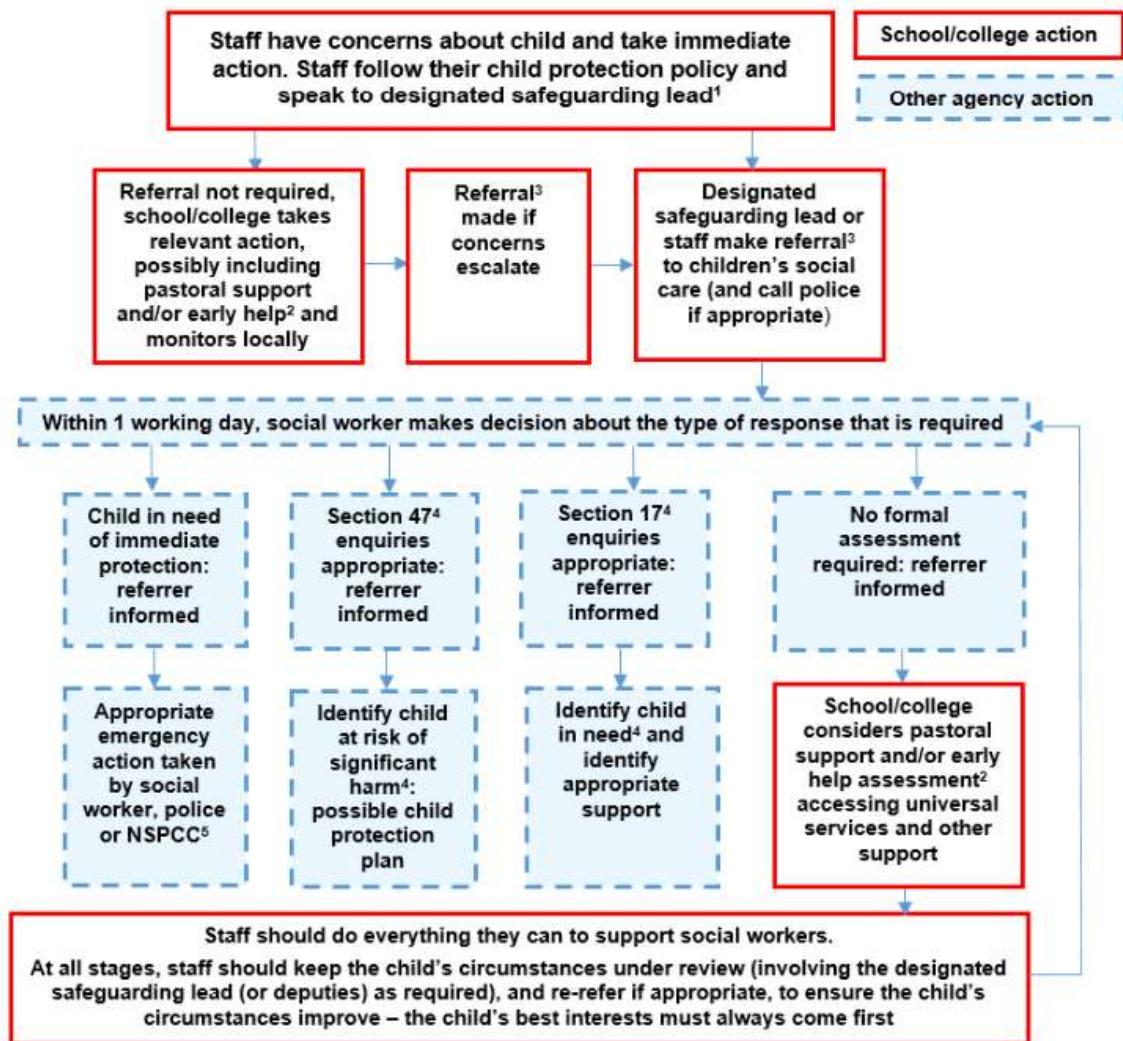 Staff have concerns about child and take immediate
action. Staff follow their child protection policy and
speak to designated safeguarding lead¹
School/college action
Other agency action
Referral not required,
school/college takes
relevant action,
possibly including
pastoral support
and/or early help² and
monitors locally
Referral³
made if
concerns
escalate
Designated
safeguarding lead or
staff make referral³
to children’s social
care (and call police
if appropriate)
Within 1 working day, social worker makes decision about the type of response that is required
Child in need
of immediate
protection:
referrer
informed
Section 47⁴
enquiries
appropriate:
referrer
informed
Section 17⁴
enquiries
appropriate:
referrer
informed
No formal
assessment
required: referrer
informed
Appropriate
emergency
action taken
by social
worker, police
or NSPCC⁵
Identify child
at risk of
significant
harm⁴:
possible child
protection
plan
Identify child
in need⁴ and
identify
appropriate
support
School/college
considers pastoral
support and/or early
help assessment²
accessing universal
services and other
support
Staff should do everything they can to support social workers.
At all stages, staff should keep the child’s circumstances under review (involving the designated
safeguarding lead (or deputies) as required), and re-refer if appropriate, to ensure the child’s
circumstances improve – the child’s best interests must always come first